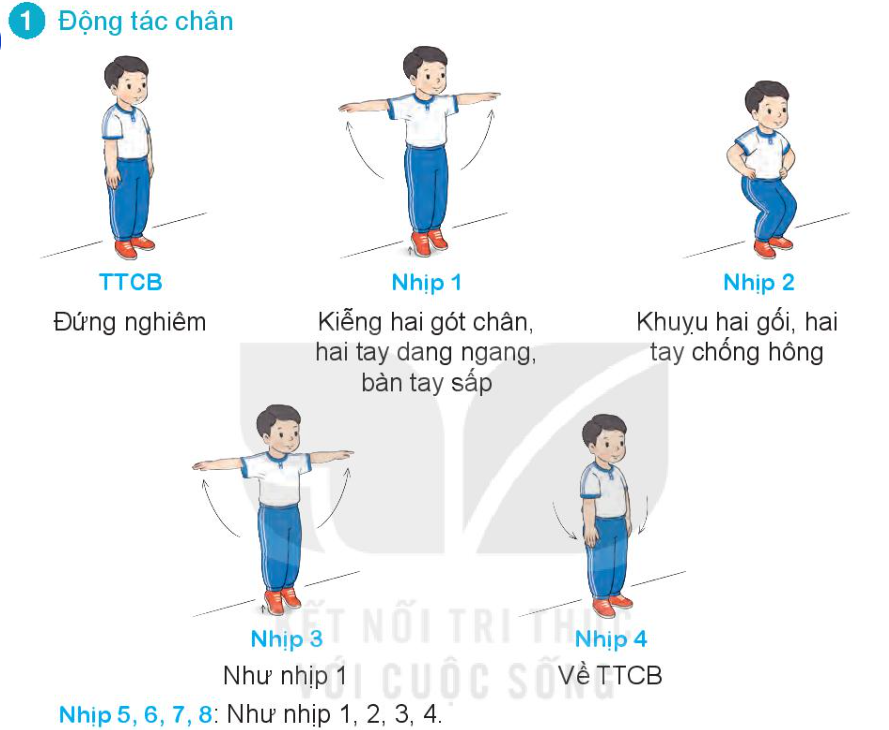 1 Động tác chân
TTCB
Đứng nghiêm
Nhịp 1
Kiễng hai gót chân,
hai tay dang ngang,
bàn tay sấp
Nhịp 2
Khuỵu hai gối, hai
tay chống hông
Nhịp 3
Như nhịp 1
Nhịp 4
Về TTCB
KẾT NỐI TRI THỨC
VỚI CUỘC SỐNG
Nhịp 5, 6, 7, 8: Như nhịp 1, 2, 3, 4.